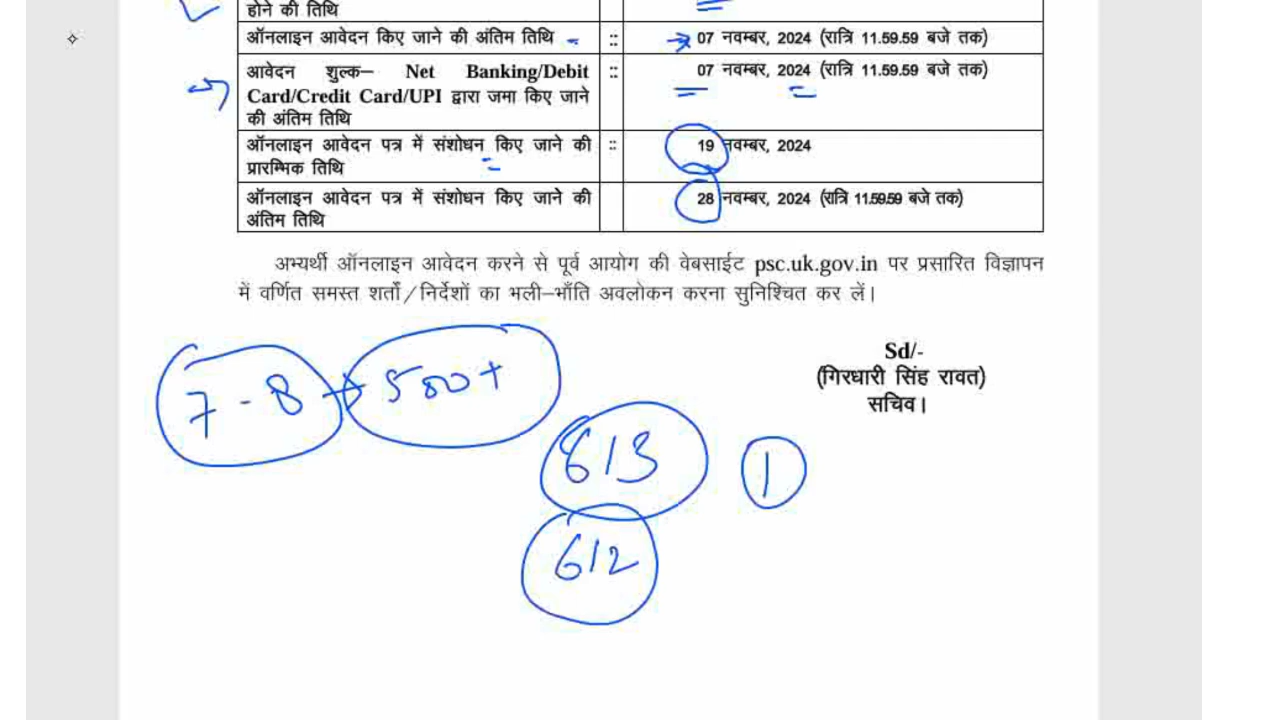 होने की तिथि
ऑनलाइन आवेदन किए जाने की अंतिम तिथि :: 07 नवम्बर, 2024 (रात्रि 11.59.59 बजे तक)
आवेदन शुल्क– Net Banking/Debit :: 07 नवम्बर, 2024 (रात्रि 11.59.59 बजे तक)
Card/Credit Card/UPI द्वारा जमा किए जाने
की अंतिम तिथि
ऑनलाइन आवेदन पत्र में संशोधन किए जाने की :: 19 नवम्बर, 2024
प्रारम्भिक तिथि
ऑनलाइन आवेदन पत्र में संशोधन किए जाने की 28 नवम्बर, 2024 (रात्रि 11.59.59 बजे तक)
अंतिम तिथि
अभ्यर्थी ऑनलाइन आवेदन करने से पूर्व आयोग की वेबसाईट psc.uk.gov.in पर प्रसारित विज्ञापन
में वर्णित समस्त शर्तों/निर्देशों का भली–भाँति अवलोकन करना सुनिश्चित कर लें।
Sd/-
(गिरधारी सिंह रावत)
सचिव।
7 - 8 → 500+
613 1
612